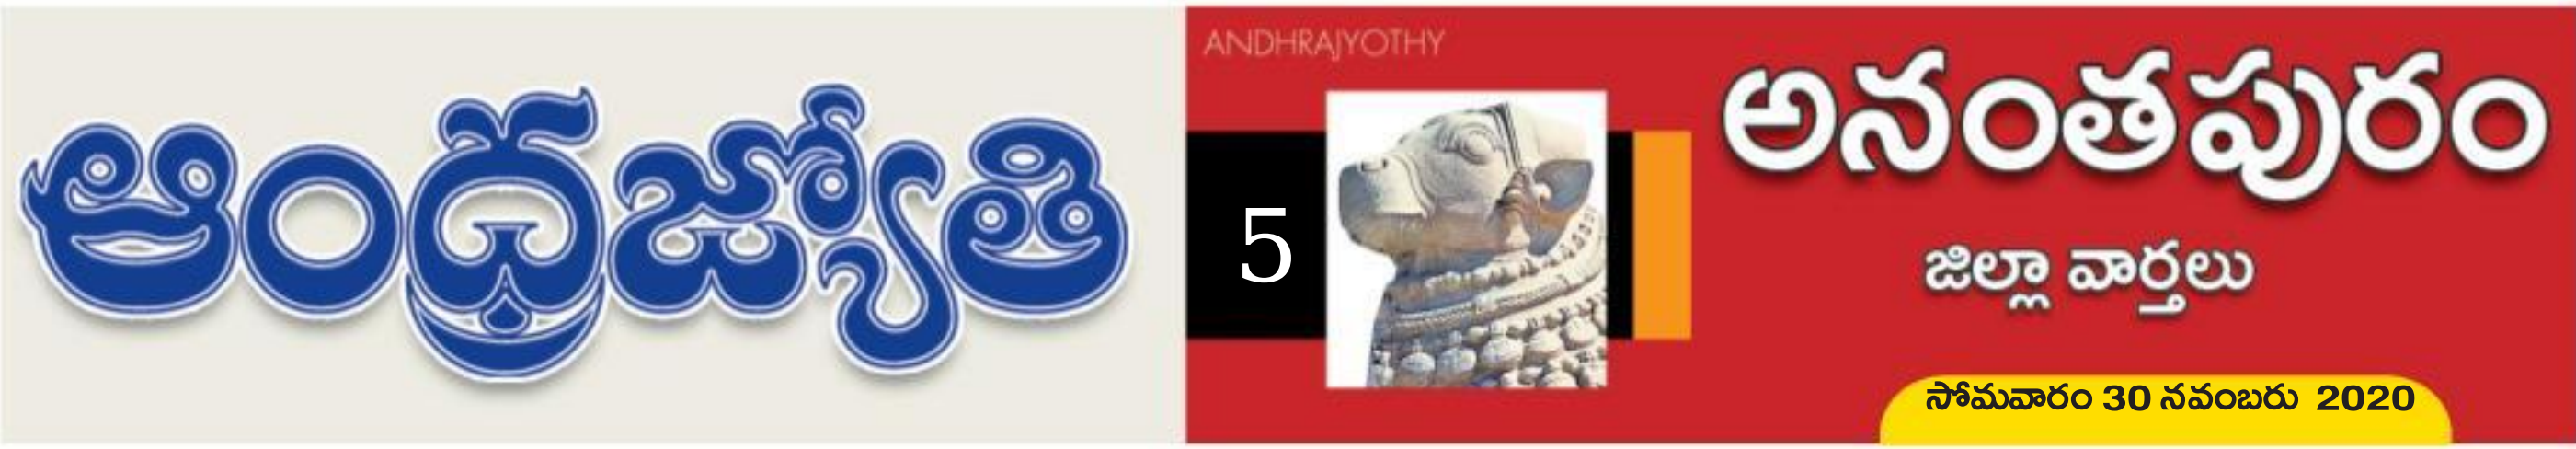 ఆంధ్రజ్యోతి
ANDHRAJYOTHY
5
అనంతపురం
జిల్లా వార్తలు
సోమవారం 30 నవంబరు 2020